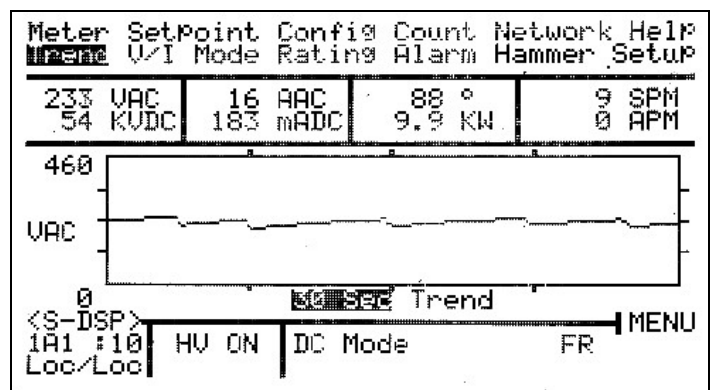 Meter Setpoint Config Count Network Help
Trend V/I Mode Rating Alarm Hammer Setup
233 VAC 16 AAC 88 ° 9 SPM
54 KVDC 183 mADC 9.9 KW 0 APM
460
VAC
0 30 Sec Trend
<S-DSP> MENU
1A1 :10 HV ON DC Mode FR
Loc/Loc